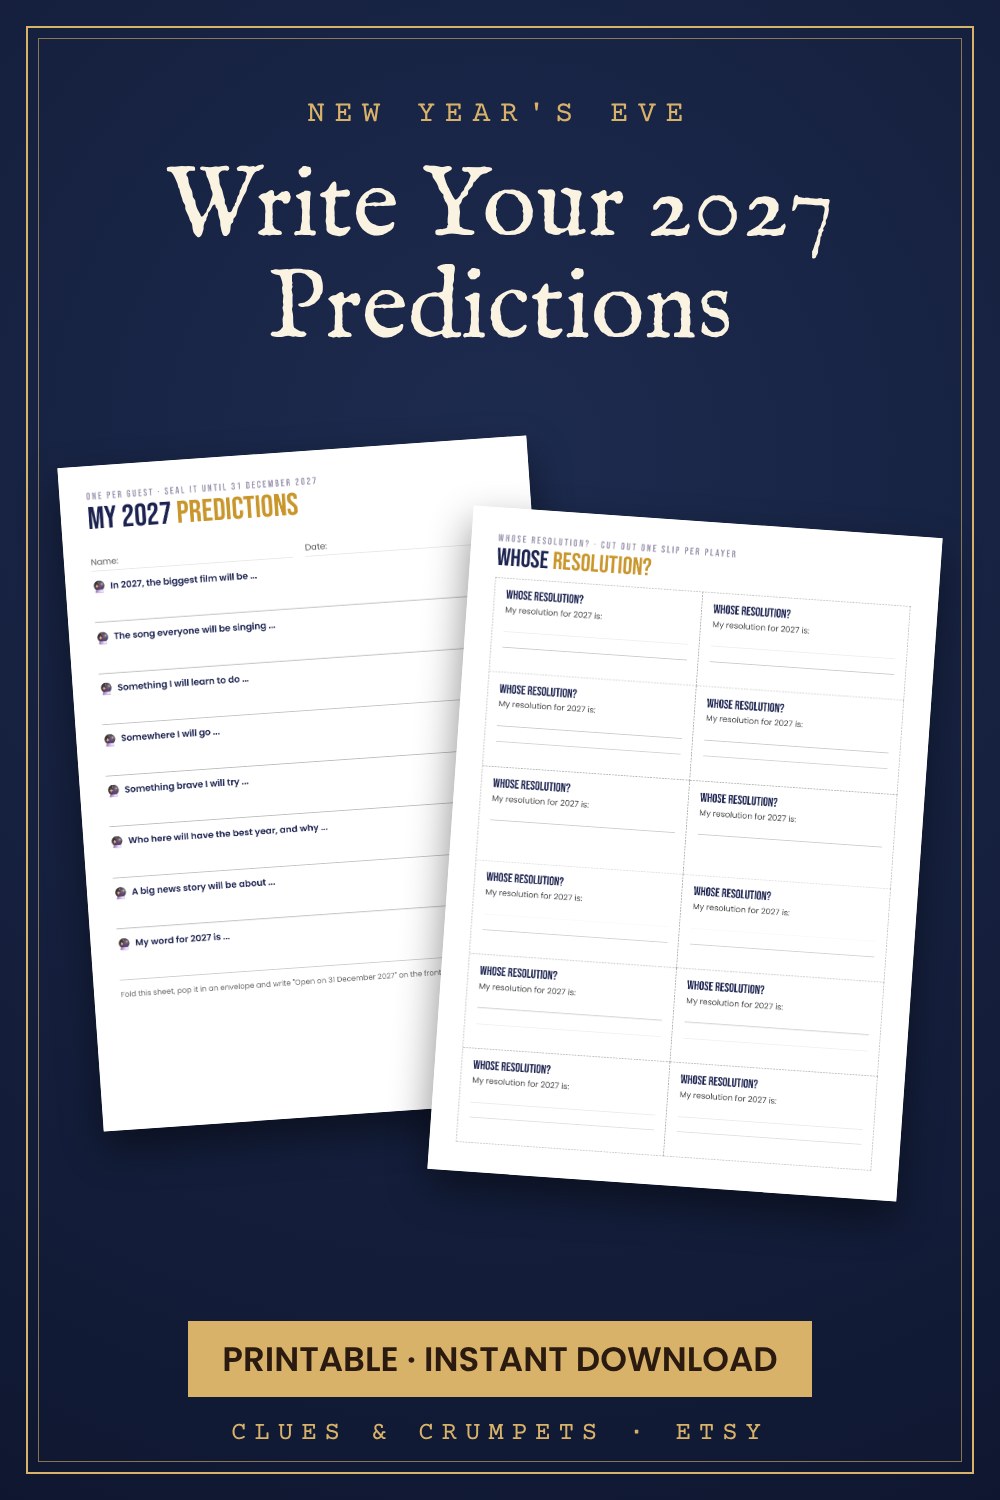 NEW YEAR'S EVE
Write Your 2027
Predictions
ONE PER GUEST · SEAL IT UNTIL 31 DECEMBER 2027
MY 2027 PREDICTIONS
Name:
Date:
In 2027, the biggest film will be ...
The song everyone will be singing ...
Something I will learn to do ...
Somewhere I will go ...
Something brave I will try ...
Who here will have the best year, and why ...
A big news story will be about ...
My word for 2027 is ...
Fold this sheet, pop it in an envelope and write "Open on 31 December 2027" on the front
WHOSE RESOLUTION? · CUT OUT ONE SLIP PER PLAYER
WHOSE RESOLUTION?
WHOSE RESOLUTION?
My resolution for 2027 is:
WHOSE RESOLUTION?
My resolution for 2027 is:
WHOSE RESOLUTION?
My resolution for 2027 is:
WHOSE RESOLUTION?
My resolution for 2027 is:
WHOSE RESOLUTION?
My resolution for 2027 is:
WHOSE RESOLUTION?
My resolution for 2027 is:
WHOSE RESOLUTION?
My resolution for 2027 is:
WHOSE RESOLUTION?
My resolution for 2027 is:
WHOSE RESOLUTION?
My resolution for 2027 is:
WHOSE RESOLUTION?
My resolution for 2027 is:
WHOSE RESOLUTION?
My resolution for 2027 is:
WHOSE RESOLUTION?
My resolution for 2027 is:
PRINTABLE · INSTANT DOWNLOAD
CLUES & CRUMPETS · ETSY